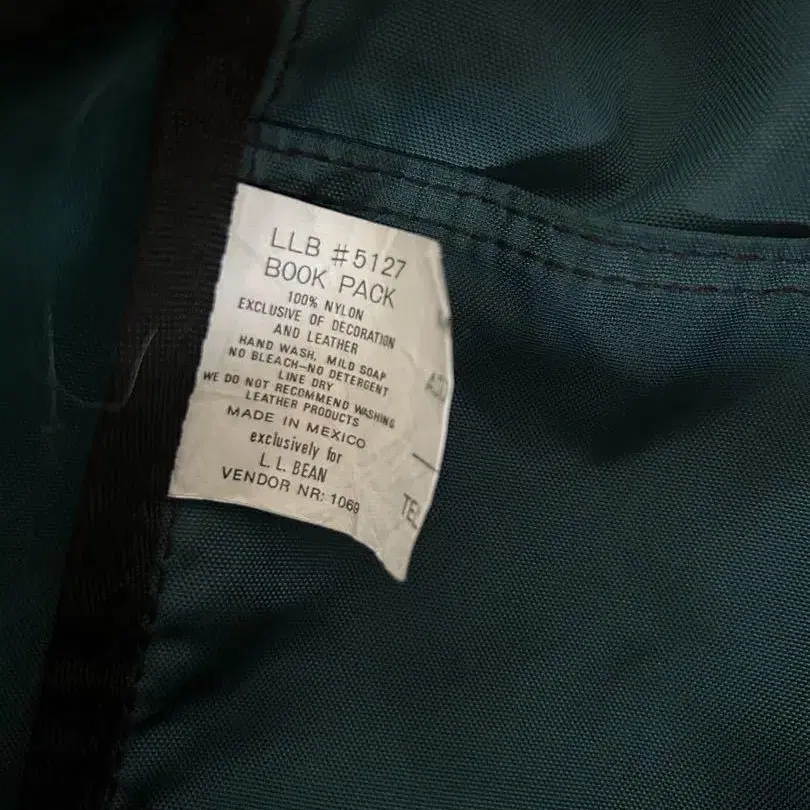 LLB #5127
BOOK PACK
100% NYLON
EXCLUSIVE OF DECORATION
AND LEATHER
HAND WASH, MILD SOAP
NO BLEACH—NO DETERGENT
LINE DRY
WE DO NOT RECOMMEND WASHING
LEATHER PRODUCTS
MADE IN MEXICO
exclusively for
L.L. BEAN
VENDOR NR: 1069